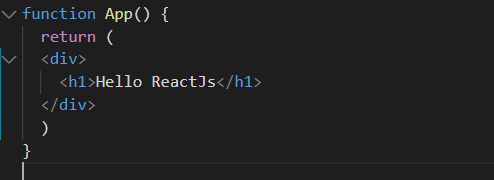 function App() {
  return (
  <div>
    <h1>Hello ReactJs</h1>
  </div>
  )
}